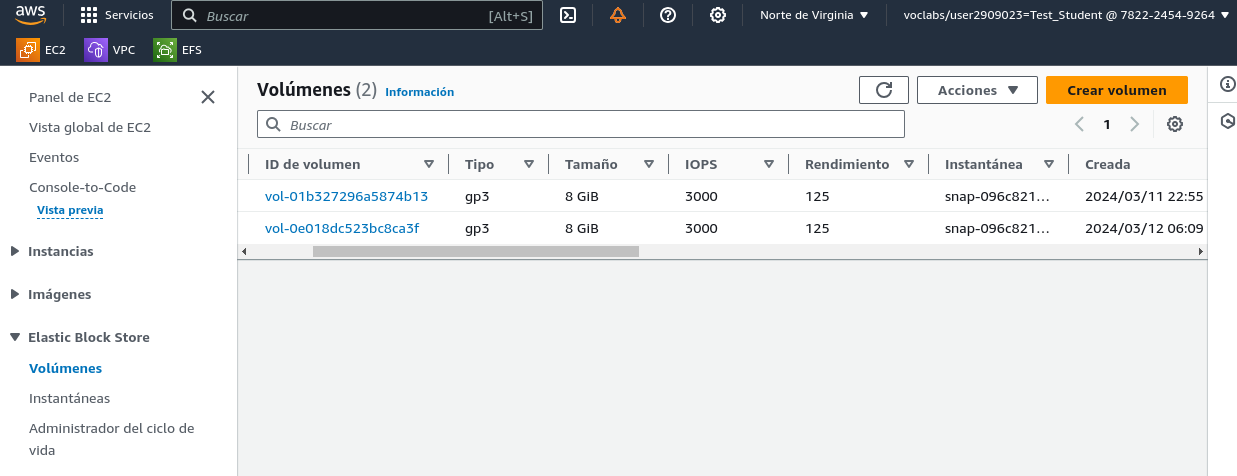 aws
Servicios
Buscar
[Alt+S]
Norte de Virginia
voclabs/user2909023=Test_Student @ 7822-2454-9264
EC2
VPC
EFS
Panel de EC2
Vista global de EC2
Eventos
Console-to-Code
Vista previa
Instancias
Imágenes
Elastic Block Store
Volúmenes
Instantáneas
Administrador del ciclo de
vida
Volúmenes (2) Información
Acciones
Crear volumen
Buscar
1
ID de volumen Tipo Tamaño IOPS Rendimiento Instantánea Creada
vol-01b327296a5874b13 gp3 8 GiB 3000 125 snap-096c821... 2024/03/11 22:55
vol-0e018dc523bc8ca3f gp3 8 GiB 3000 125 snap-096c821... 2024/03/12 06:09